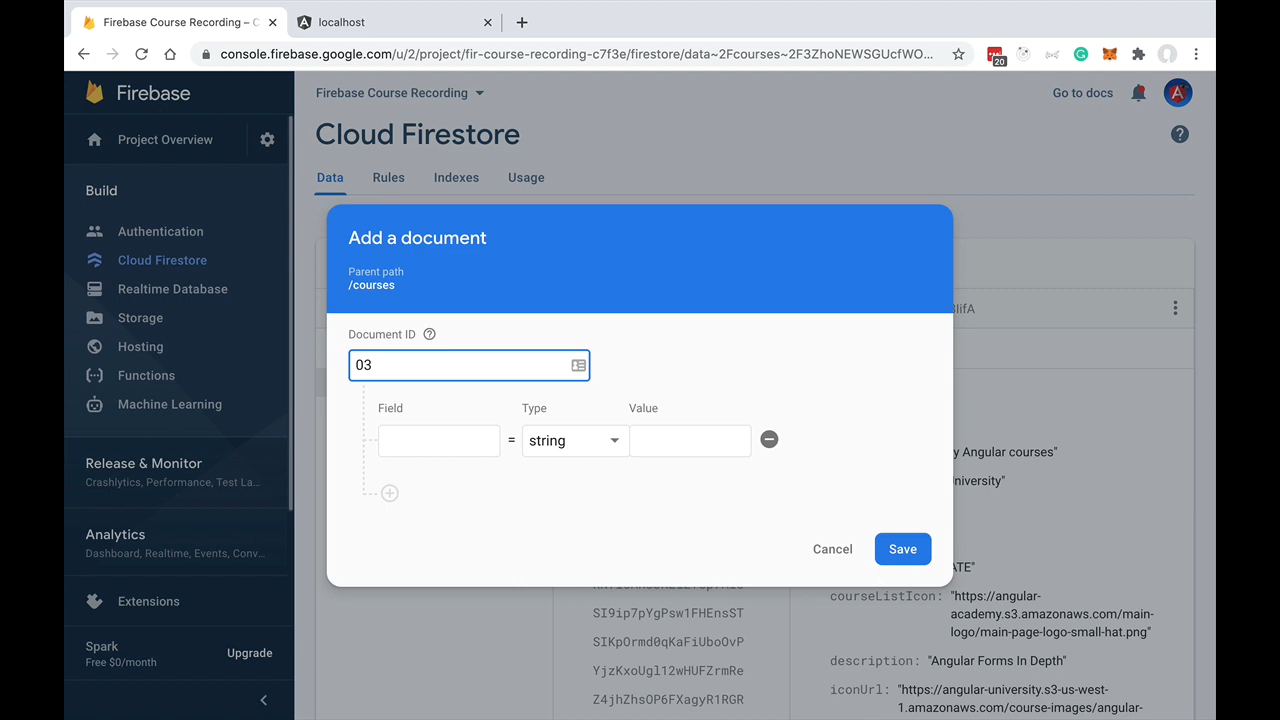 Firebase Course Recording – C
localhost
console.firebase.google.com/u/2/project/fir-course-recording-c7f3e/firestore/data~2Fcourses~2F3ZhoNEWSGUcfWO...
20
Firebase
Firebase Course Recording
Go to docs
Project Overview
Cloud Firestore
Data
Rules
Indexes
Usage
Build
Authentication
Cloud Firestore
Realtime Database
Storage
Hosting
Functions
Machine Learning
Release & Monitor
Crashlytics, Performance, Test La...
Analytics
Dashboard, Realtime, Events, Conv...
Extensions
Spark
Free $0/month
Upgrade
Add a document
Parent path
/courses
Document ID
03
Field
Type
Value
=
string
Cancel
Save
y Angular courses"
niversity"
ATE"
SI9ip7pYgPsw1FHEnsST
SIKpOrmd0qKaFiUboOvP
YjzKxoUgl12wHUFZrmRe
Z4jhZhsOP6FXagyR1RGR
courseListIcon: "https://angular-
academy.s3.amazonaws.com/main-
logo/main-page-logo-small-hat.png"
description: "Angular Forms In Depth"
iconUrl: "https://angular-university.s3-us-west-
1.amazonaws.com/course-images/angular-